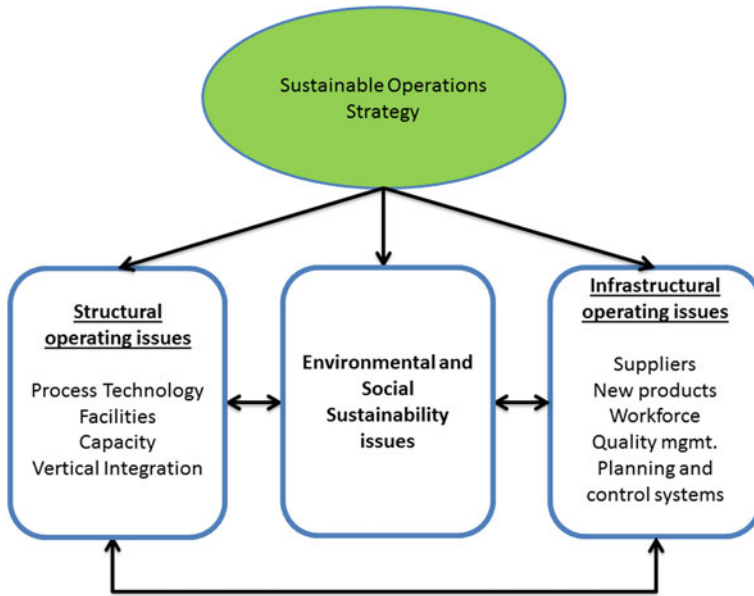 Sustainable Operations
Strategy
Structural
operating issues
Process Technology
Facilities
Capacity
Vertical Integration
Environmental and
Social
Sustainability
issues
Infrastructural
operating issues
Suppliers
New products
Workforce
Quality mgmt.
Planning and
control systems